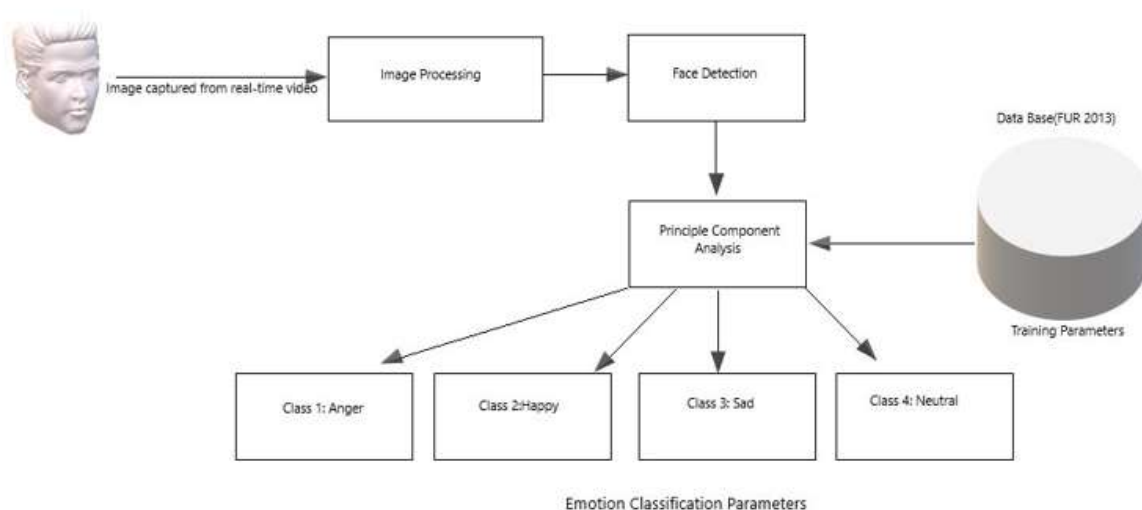 Image captured from real-time video
Image Processing
Face Detection
Data Base(FUR 2013)
Principle Component
Analysis
Training Parameters
Class 1: Anger
Class 2:Happy
Class 3: Sad
Class 4: Neutral
Emotion Classification Parameters